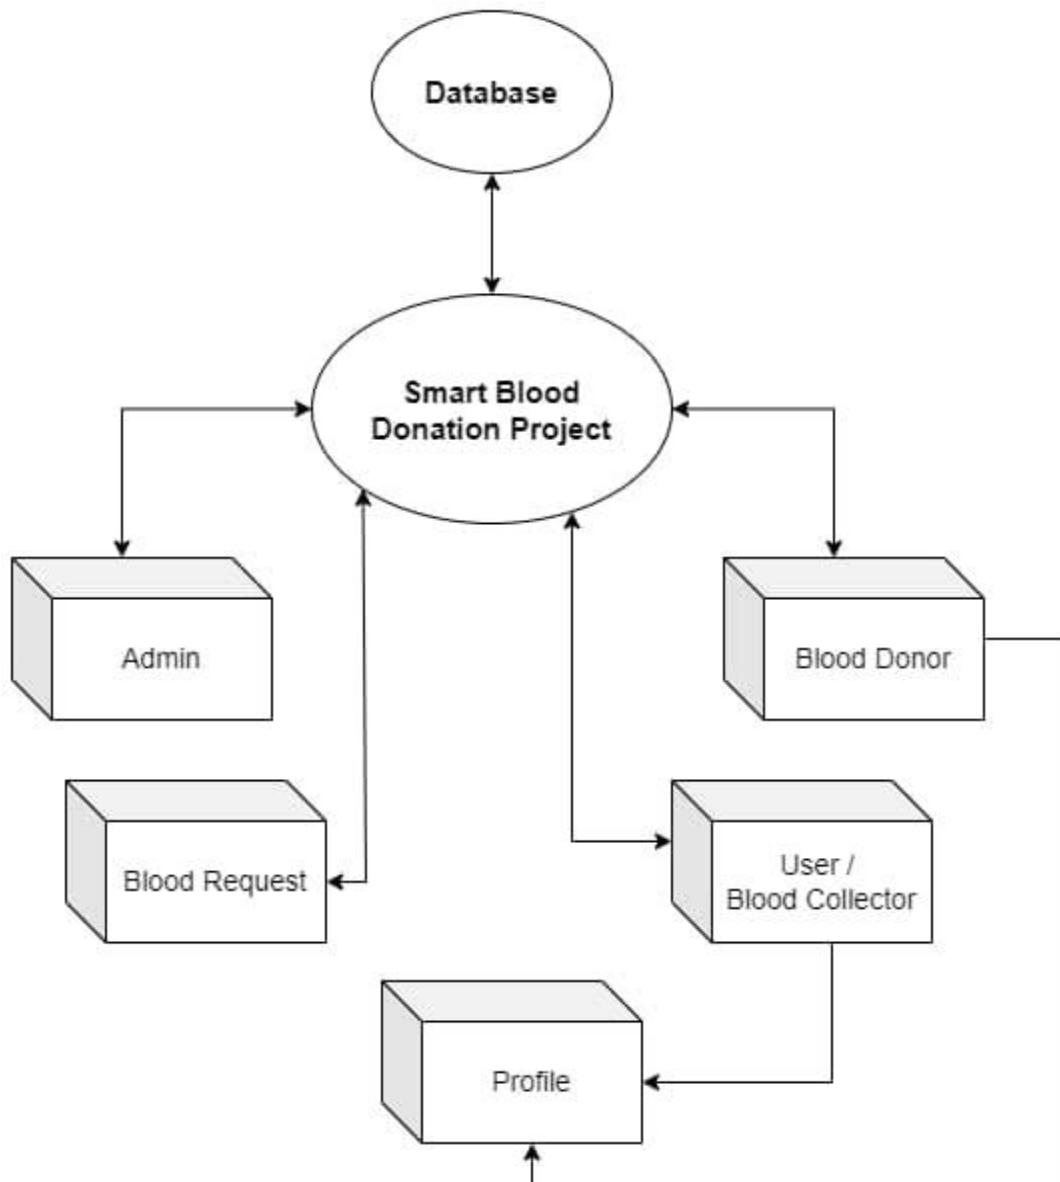 Database
Smart Blood
Donation Project
Admin
Blood Donor
Blood Request
User /
Blood Collector
Profile